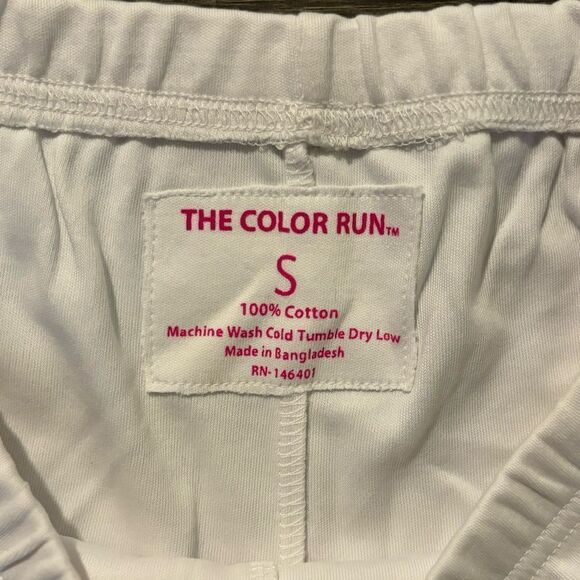 THE COLOR RUN™
S
100% Cotton
Machine Wash Cold Tumble Dry Low
Made in Bangladesh
RN-146401